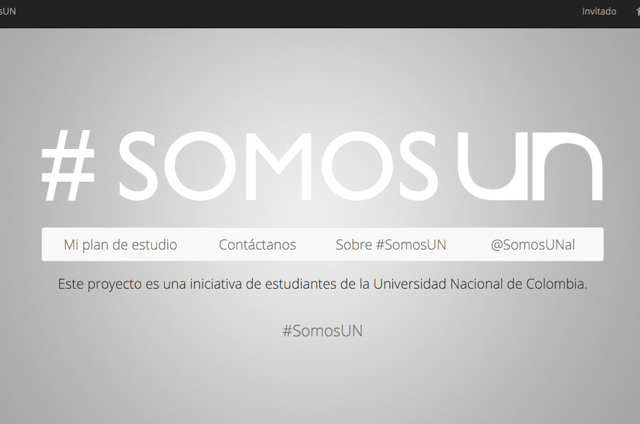 sUN invitado
# SOMOS UN
Mi plan de estudio Contáctanos Sobre #SomosUN @SomosUNal
Este proyecto es una iniciativa de estudiantes de la Universidad Nacional de Colombia.
#SomosUN